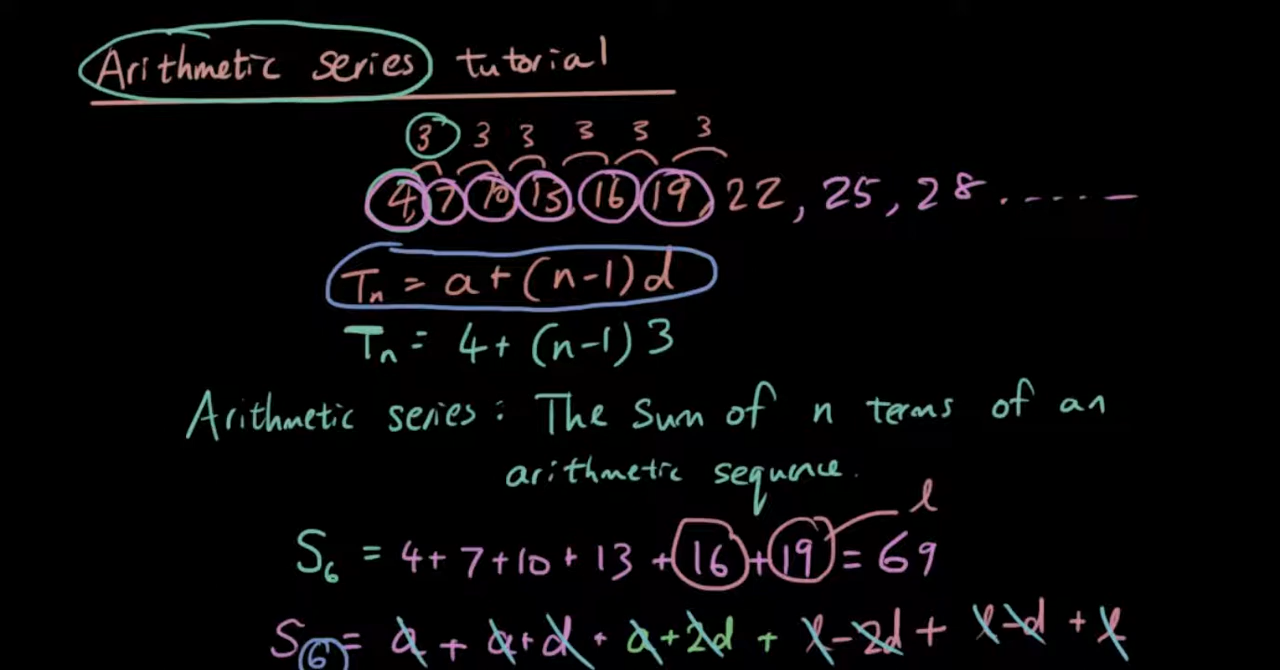 Arithmetic series tutorial
3 3 3 3 3 3
4, 7, 10, 13, 16, 19, 22, 25, 28 . - - - - —
Tn = a + (n-1)d
Tn = 4 + (n-1) 3
Arithmetic series : The sum of n terms of an
arithmetic sequence.
l
S6 = 4 + 7 + 10 + 13 + 16 + 19 = 69
S6 = a + a + d + a + 2d + l - 2d + l - d + l